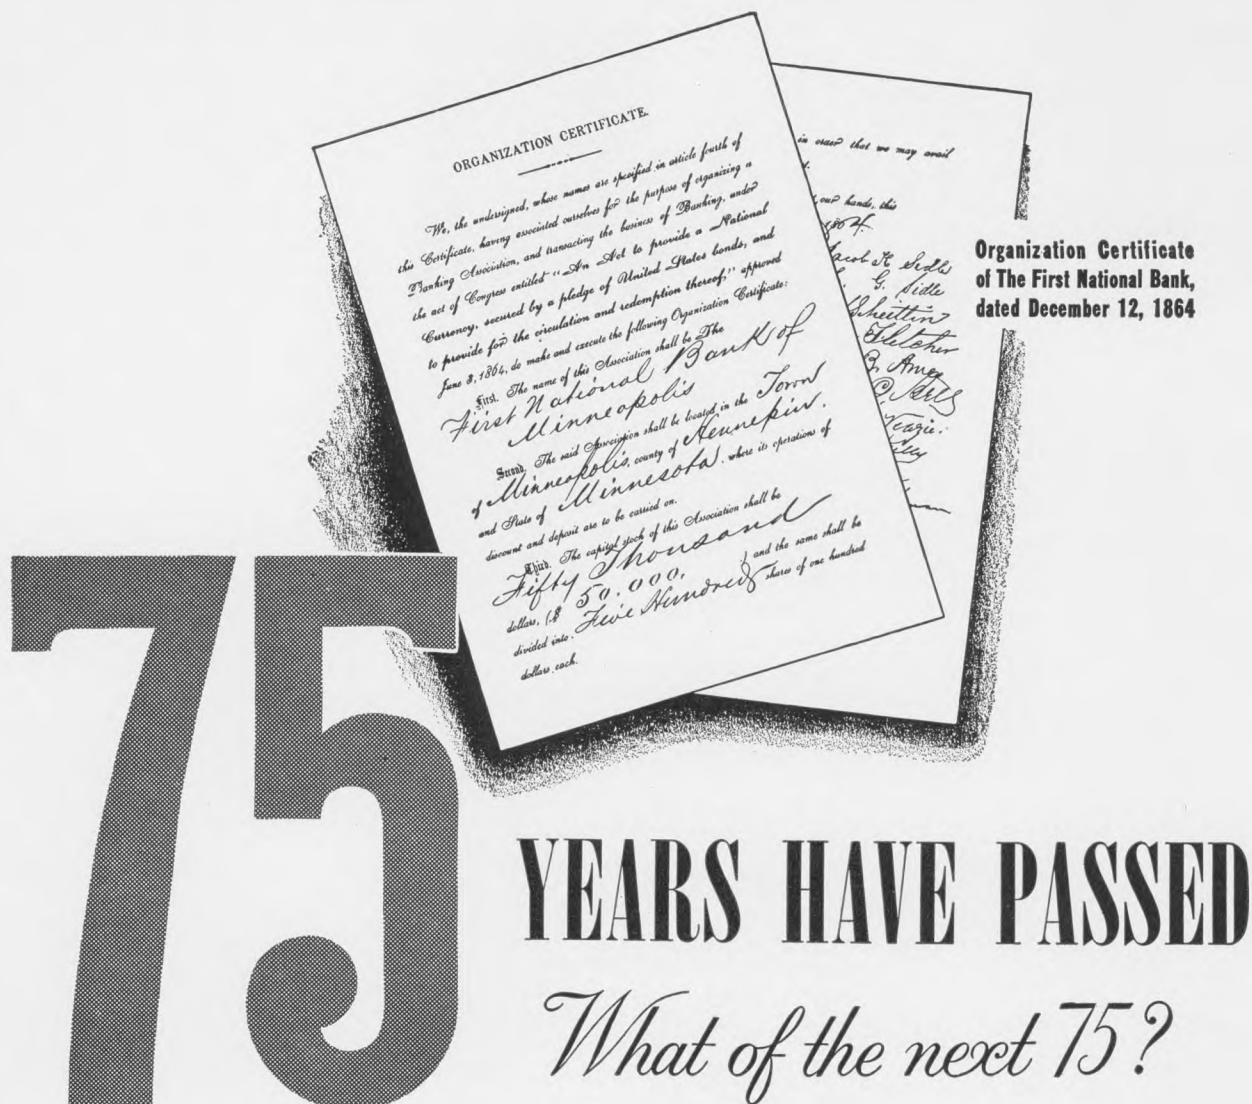 ORGANIZATION CERTIFICATE.
We, the undersigned, whose names are specified in article fourth of
this Certificate, having associated ourselves for the purpose of organizing a
Banking Association, and transacting the business of Banking, under
the act of Congress entitled "An Act to provide a National
Currency, secured by a pledge of United States bonds, and
to provide for the circulation and redemption thereof," approved
June 3, 1864, do make and execute the following Organization Certificate:
First. The name of this Association shall be The
First National Bank of
Minneapolis
Second. The said Association shall be located in the Town
of Minneapolis, county of Hennepin,
and State of Minnesota, where its operations of
discount and deposit are to be carried on.
Third. The capital stock of this Association shall be
Fifty Thousand
dollars, ($ 50.000, ) and the same shall be
divided into Five Hundred shares of one hundred
dollars each.
in order that we may avail
our hands, this
1864.
Jacob K. Sidle
G. Sidle
Scheitlin
Fletcher
B. Ames
Organization Certificate
of The First National Bank,
dated December 12, 1864
75
YEARS HAVE PASSED
What of the next 75?